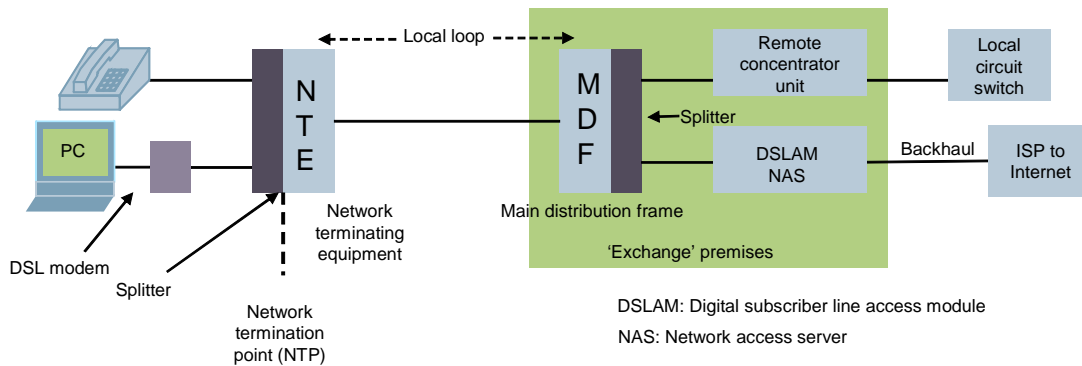 Local loop
Remote
concentrator
unit
Local
circuit
switch
N
T
E
M
D
F
Splitter
PC
DSLAM
NAS
Backhaul
ISP to
Internet
DSL modem
Splitter
Network
terminating
equipment
Main distribution frame
'Exchange' premises
Network
termination
point (NTP)
DSLAM: Digital subscriber line access module
NAS: Network access server